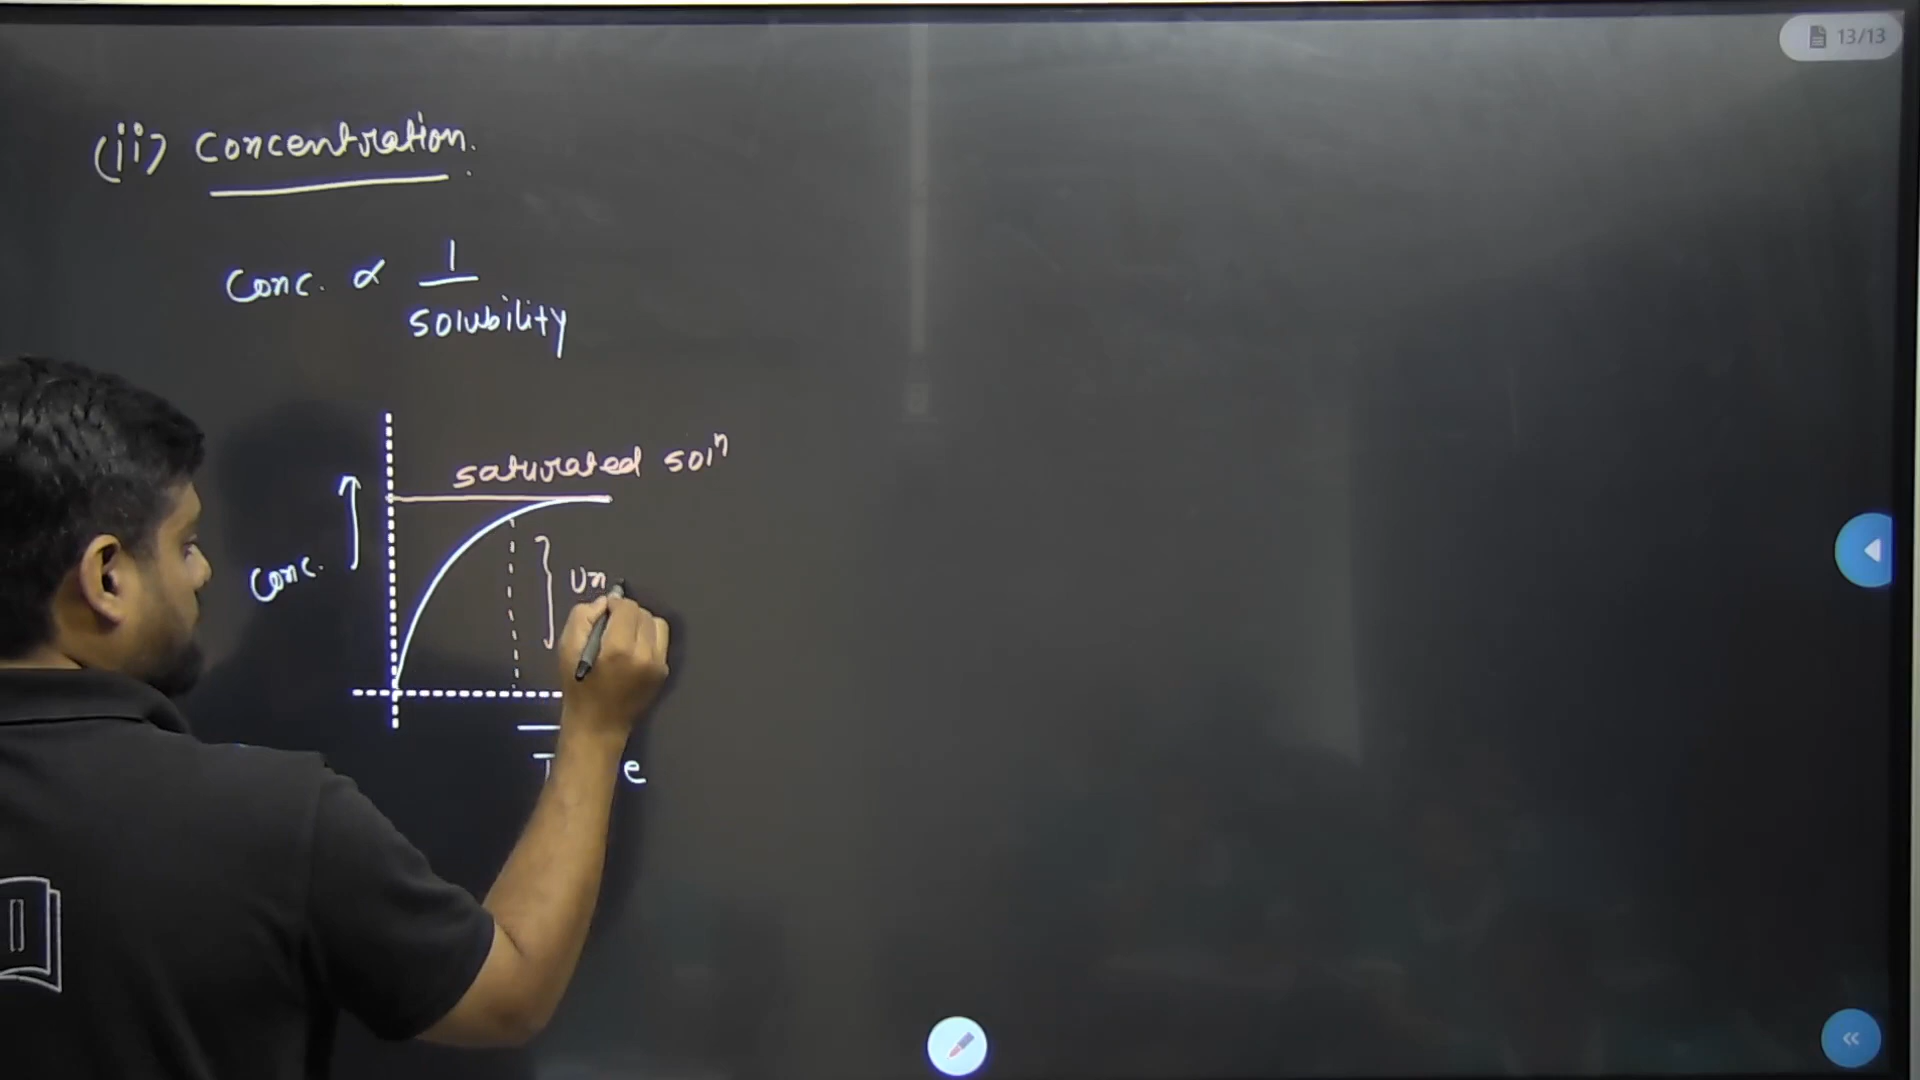 13/13
(ii) Concentration.
Conc. ∝ 1
solubility
saturated solⁿ
Conc.
Un